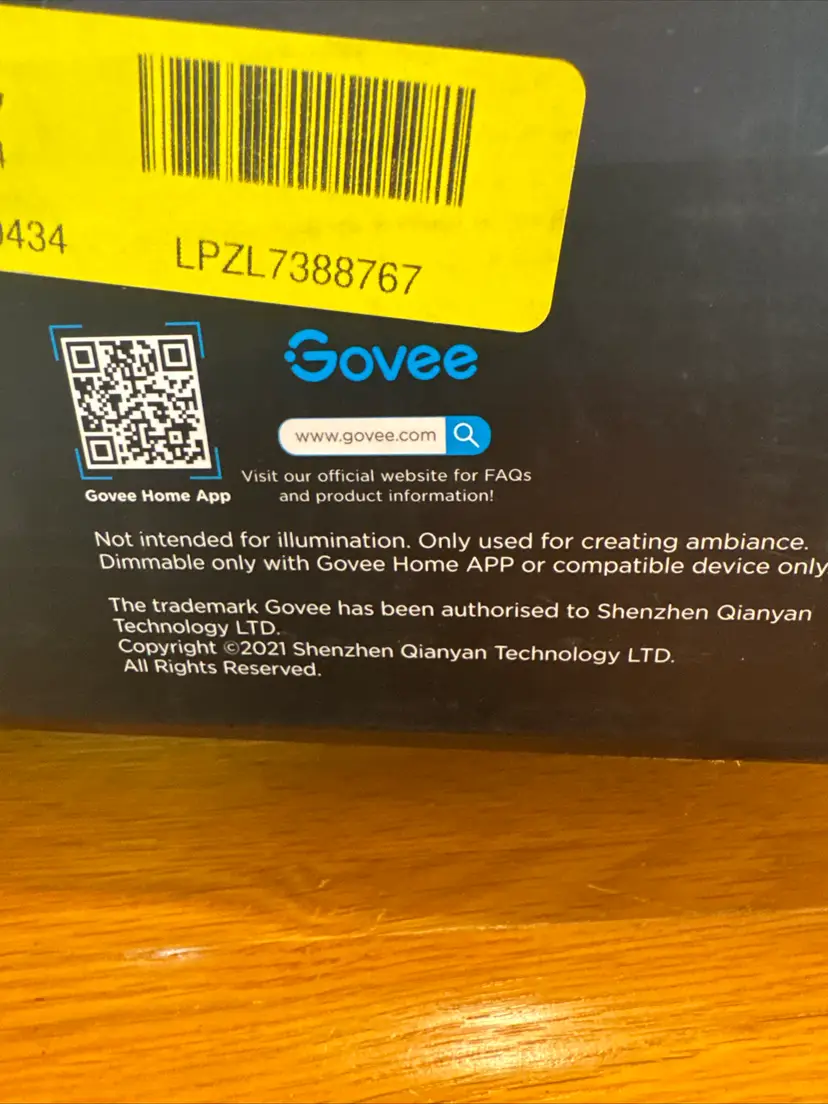 0434
LPZL7388767
Govee
www.govee.com
Visit our official website for FAQs
and product information!
Govee Home App
Not intended for illumination. Only used for creating ambiance.
Dimmable only with Govee Home APP or compatible device only
The trademark Govee has been authorised to Shenzhen Qianyan
Technology LTD.
Copyright ©2021 Shenzhen Qianyan Technology LTD.
All Rights Reserved.